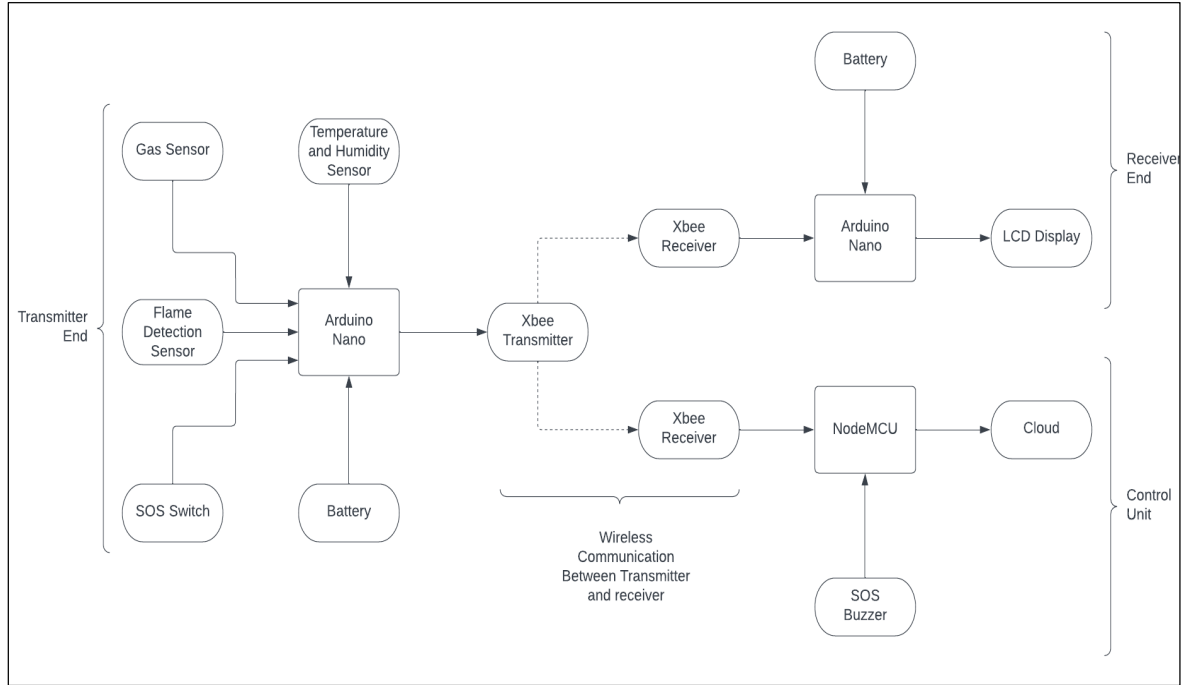 Battery
Temperature
and Humidity
Sensor
Gas Sensor
Receiver
End
Xbee
Receiver
Arduino
Nano
LCD Display
Transmitter
End
Flame
Detection
Sensor
Arduino
Nano
Xbee
Transmitter
Xbee
Receiver
NodeMCU
Cloud
SOS Switch
Battery
Control
Unit
Wireless
Communication
Between Transmitter
and receiver
SOS
Buzzer